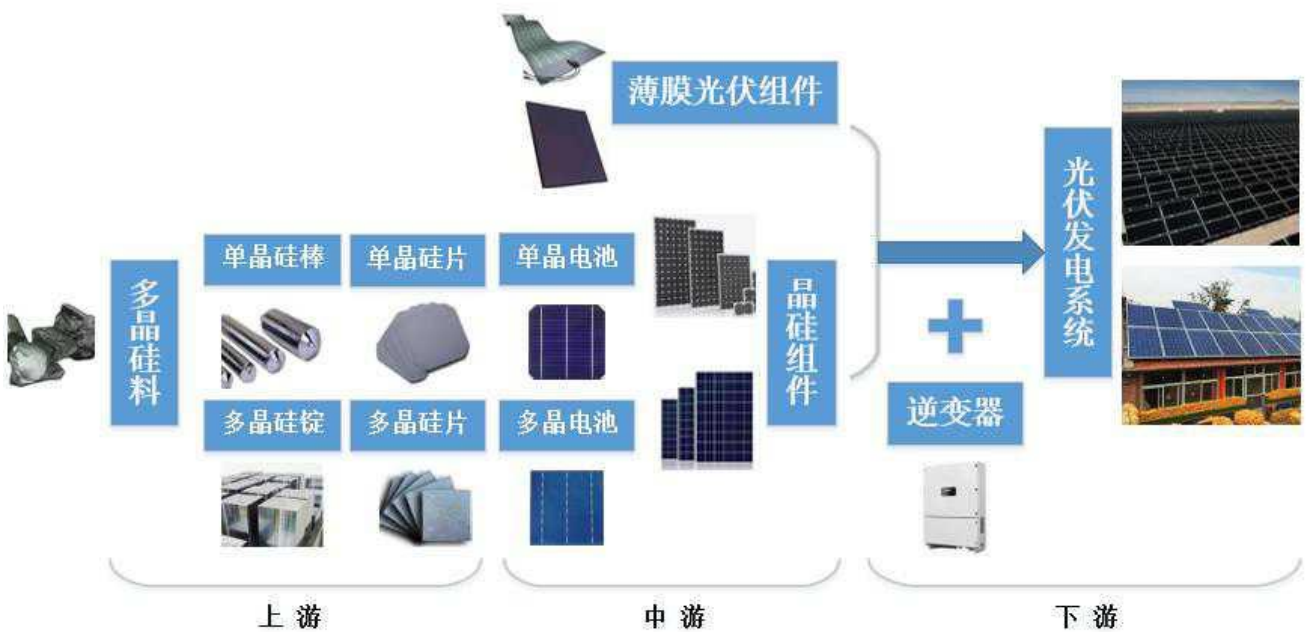 薄膜光伏组件
光伏发电系统
单晶硅棒
单晶硅片
单晶电池
多晶硅料
晶硅组件
多晶硅锭
多晶硅片
多晶电池
逆变器
上游
中游
下游